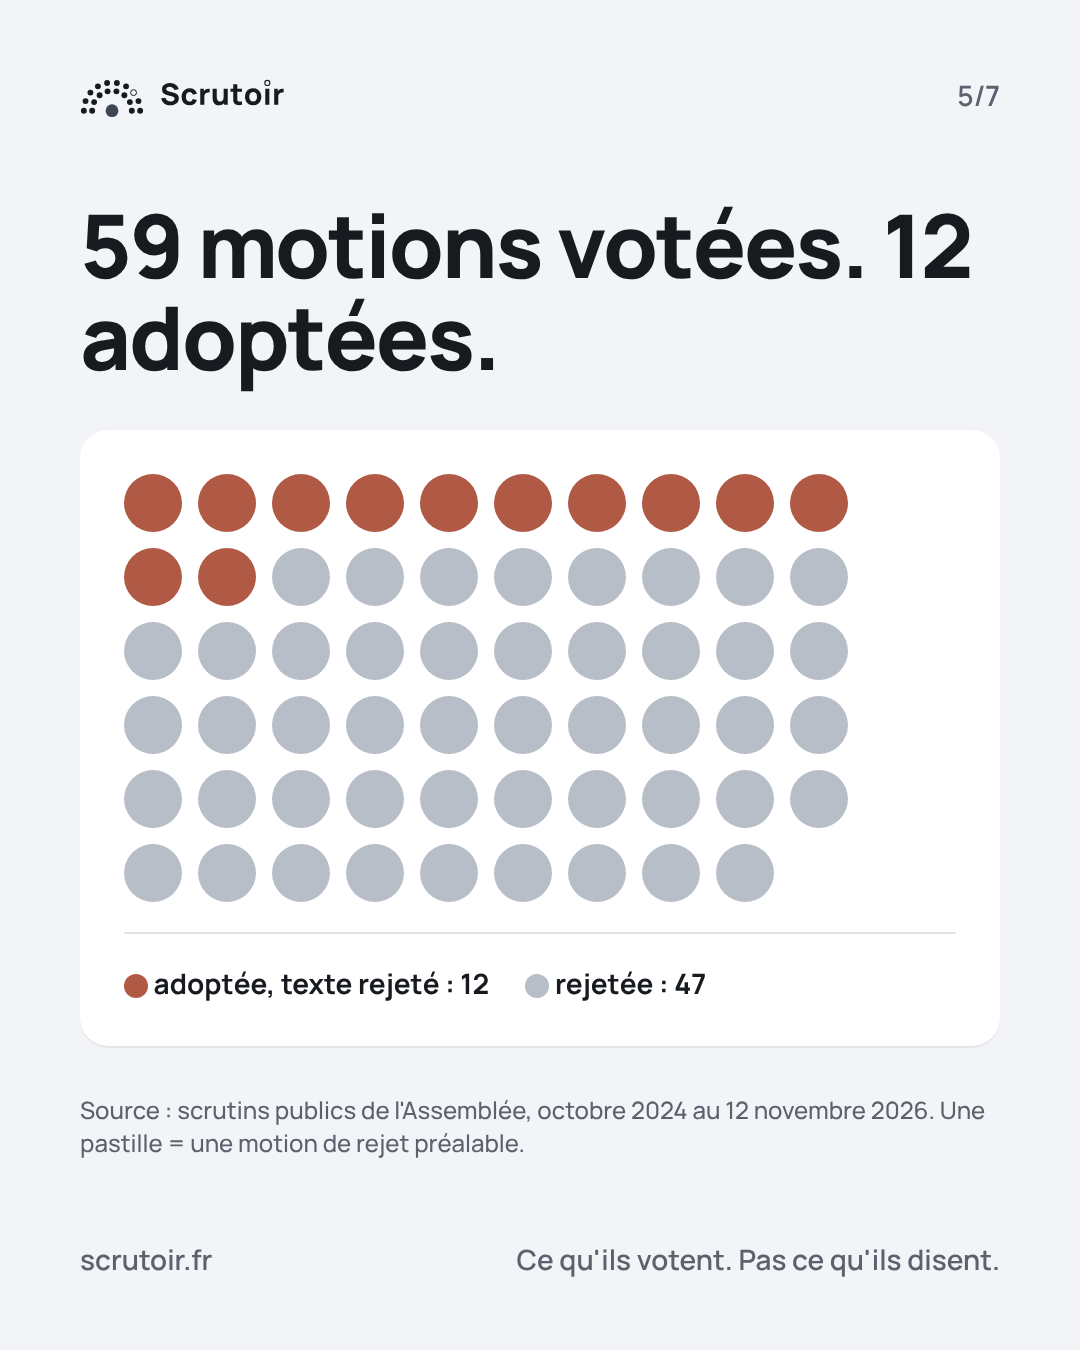 Scrutoir
5/7
59 motions votées. 12
adoptées.
adoptée, texte rejeté : 12
rejetée : 47
Source : scrutins publics de l'Assemblée, octobre 2024 au 12 novembre 2026. Une
pastille = une motion de rejet préalable.
scrutoir.fr
Ce qu'ils votent. Pas ce qu'ils disent.